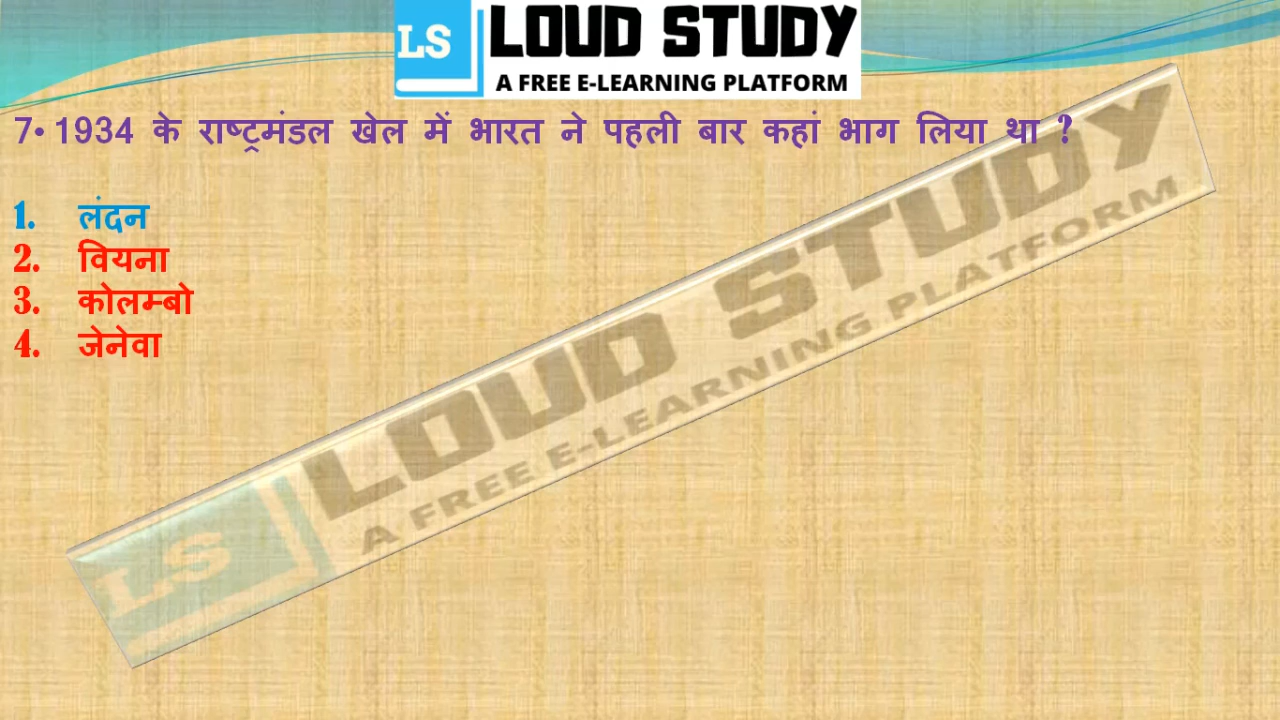 LS LOUD STUDY
A FREE E-LEARNING PLATFORM
7• 1934 के राष्ट्रमंडल खेल में भारत ने पहली बार कहां भाग लिया था ?
1. लंदन
2. वियना
3. कोलम्बो
4. जेनेवा
LS LOUD STUDY
A FREE E-LEARNING PLATFORM